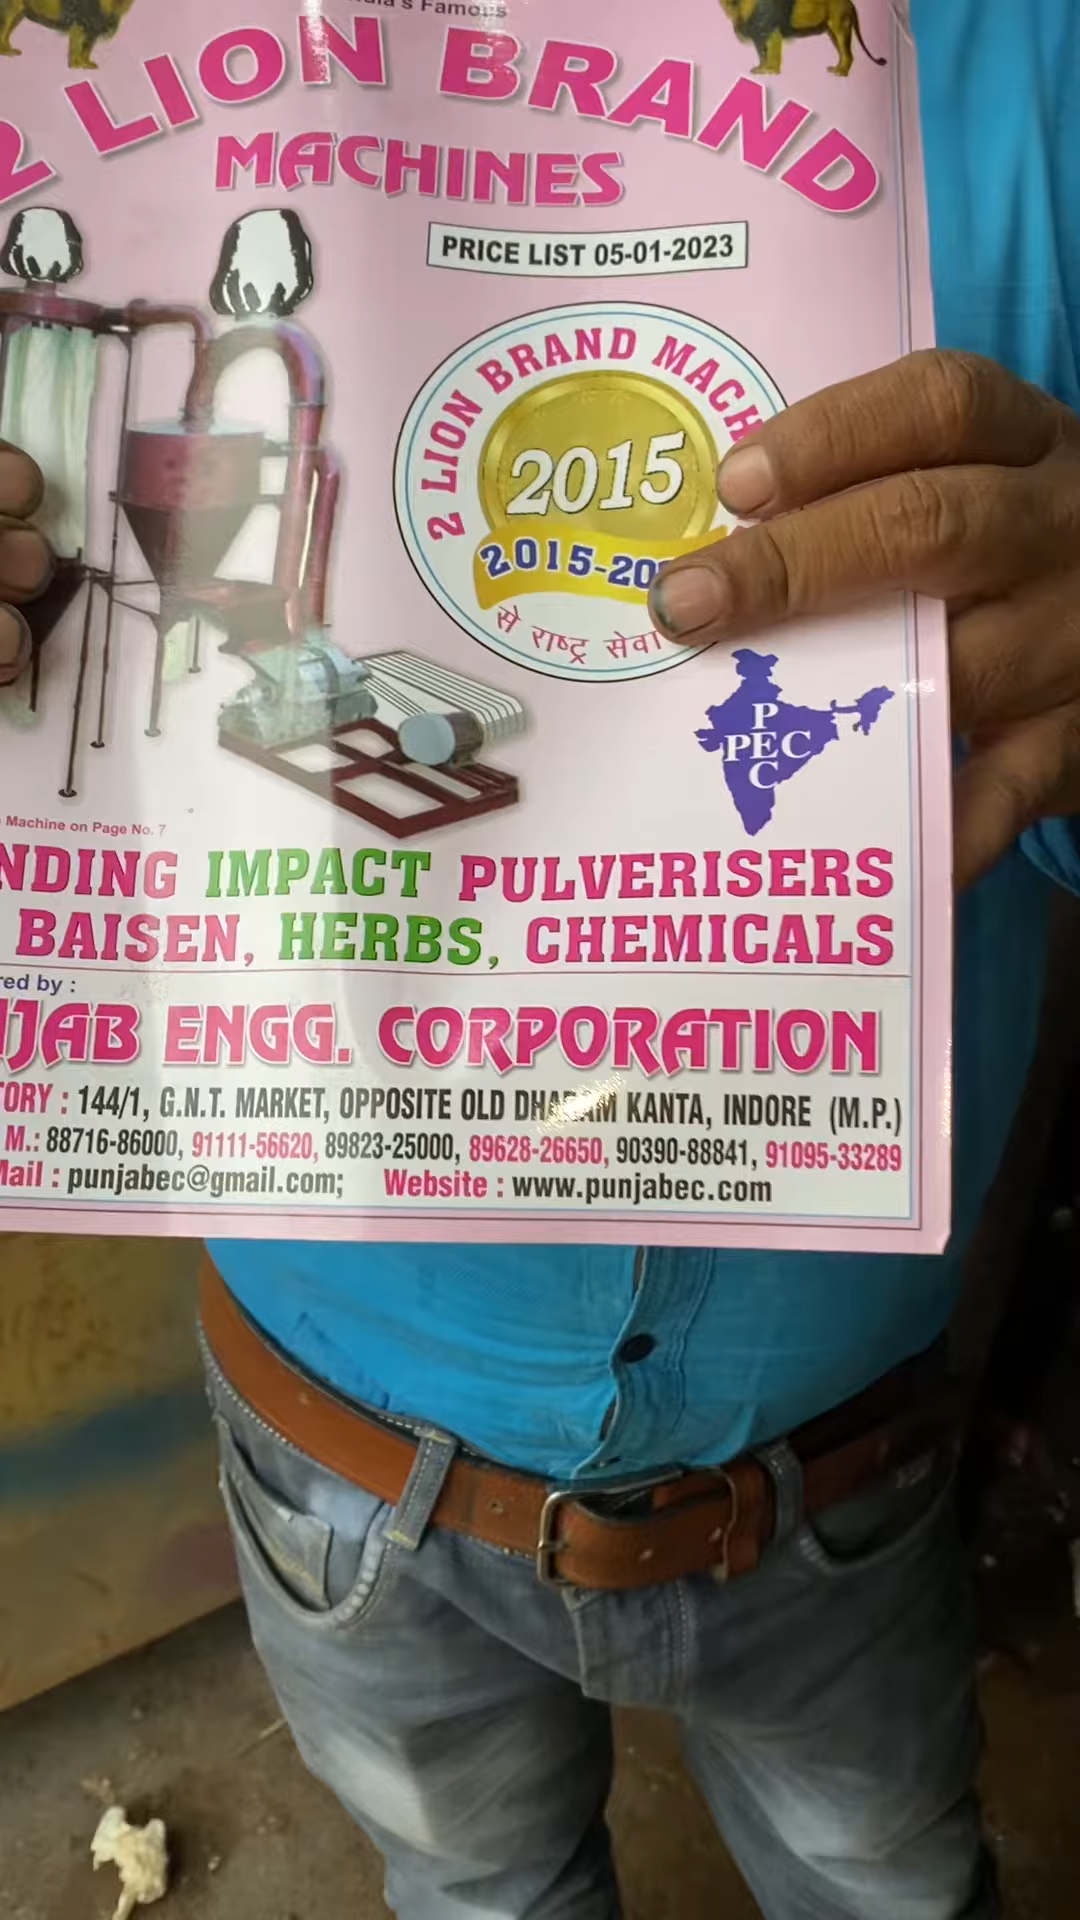 2 LION BRAND
MACHINES
PRICE LIST 05-01-2023
2 LION BRAND MACH
2015
2015-20
से राष्ट्र सेवा
P
PEC
C
Machine on Page No. 7
NDING IMPACT PULVERISERS
BAISEN, HERBS, CHEMICALS
red by :
JAB ENGG. CORPORATION
TORY : 144/1, G.N.T. MARKET, OPPOSITE OLD DHARAM KANTA, INDORE (M.P.)
M.: 88716-86000, 91111-56620, 89823-25000, 89628-26650, 90390-88841, 91095-33289
Mail : punjabec@gmail.com; Website : www.punjabec.com